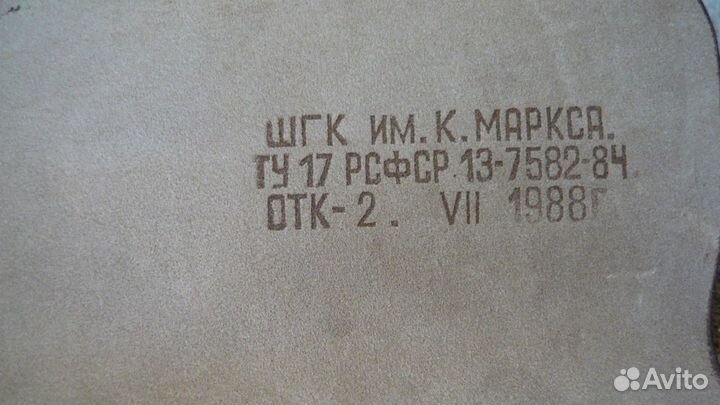 ШГК ИМ. К. МАРКСА.
ТУ 17 РСФСР 13-7582-84.
ОТК-2. VII 1988г
Avito